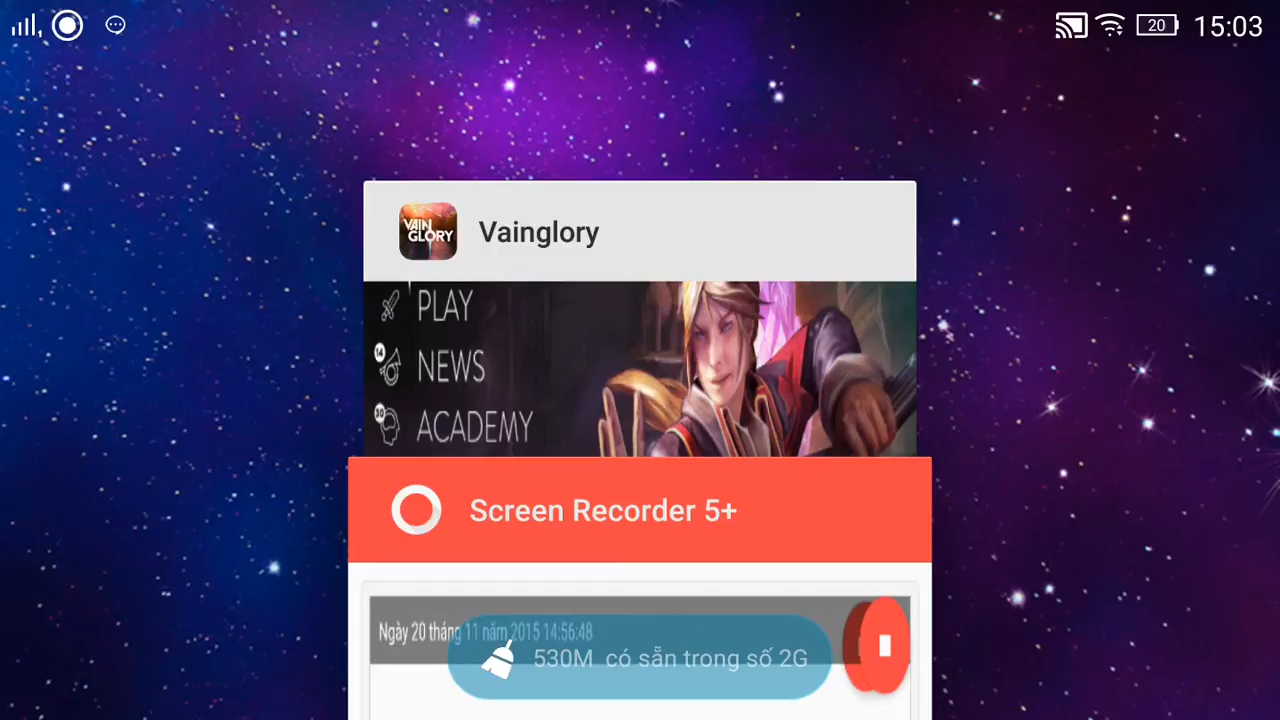 20 15:03
Vainglory
VAIN
GLORY
PLAY
14
NEWS
ACADEMY
Screen Recorder 5+
Ngày 20 tháng 11 năm 2015 14:56:48
530M có sẵn trong số 2G